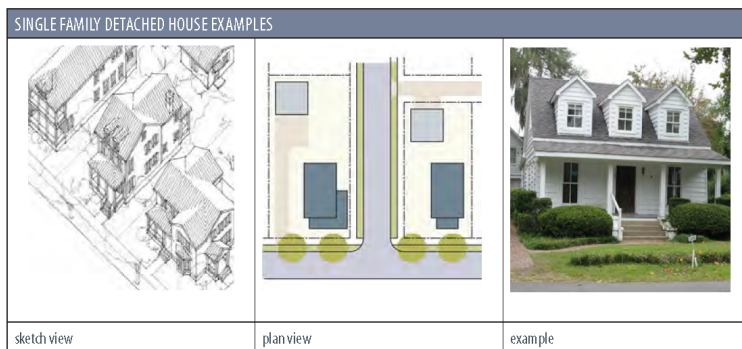 SINGLE FAMILY DETACHED HOUSE EXAMPLES
sketch view
plan view
example